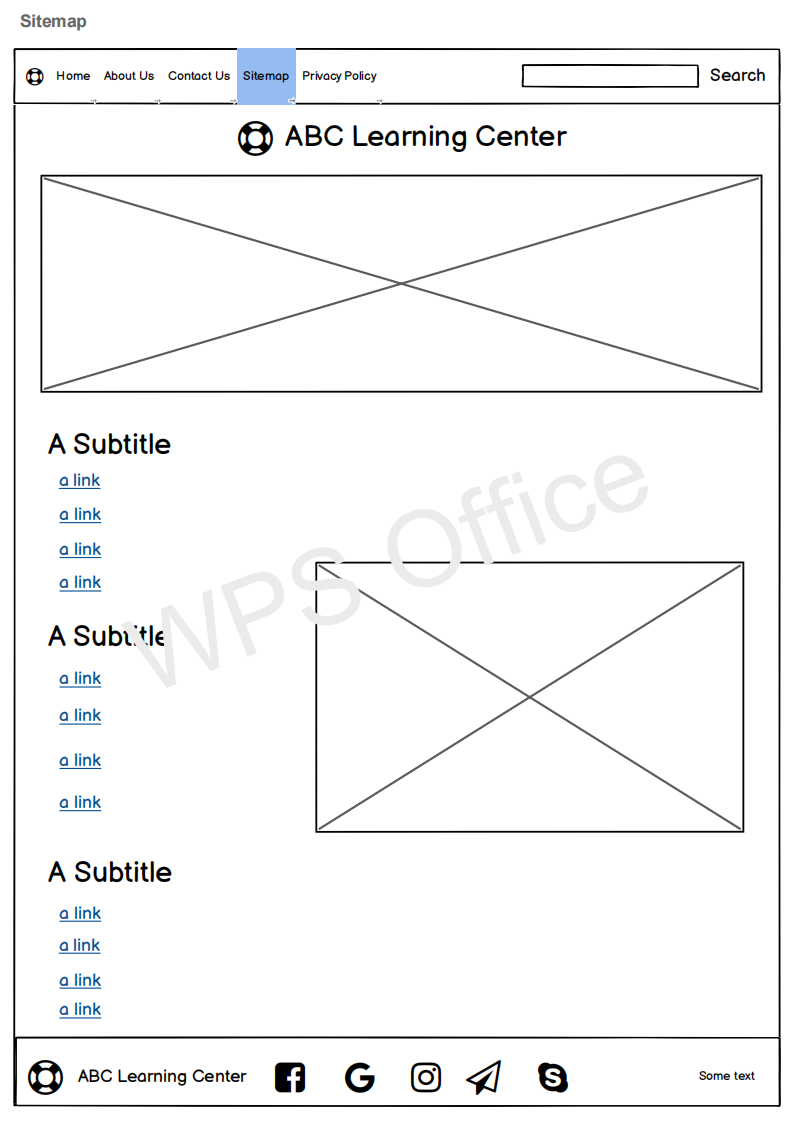 Sitemap
Home About Us Contact Us Sitemap Privacy Policy Search
ABC Learning Center
A Subtitle
a link
a link
a link
a link
WPS Office
A Subtitle
a link
a link
a link
a link
A Subtitle
a link
a link
a link
a link
ABC Learning Center Some text